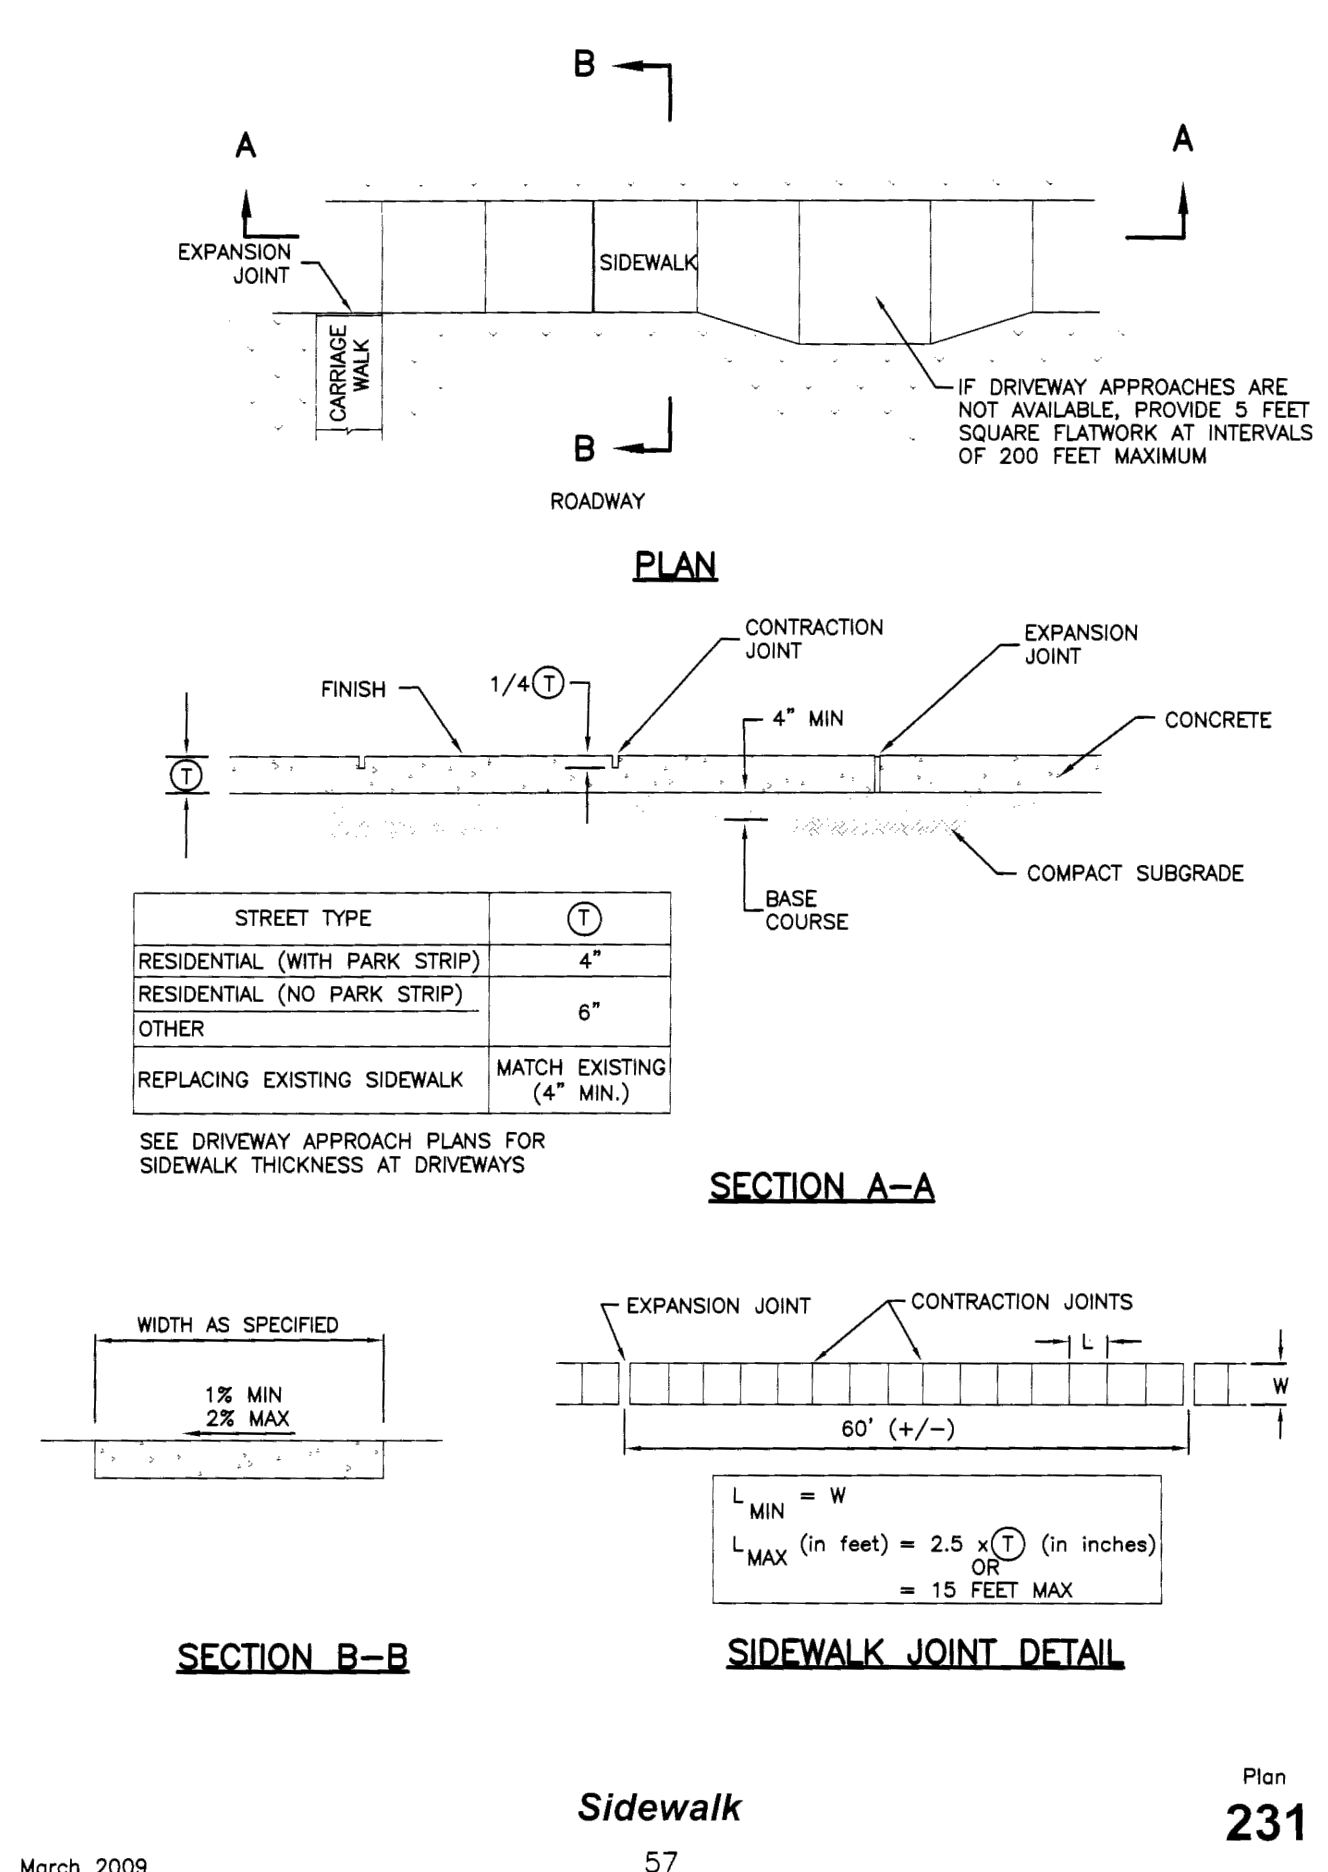 B
A
A
EXPANSION
JOINT
SIDEWALK
CARRIAGE
WALK
IF DRIVEWAY APPROACHES ARE
NOT AVAILABLE, PROVIDE 5 FEET
SQUARE FLATWORK AT INTERVALS
OF 200 FEET MAXIMUM
B
ROADWAY
PLAN
CONTRACTION
JOINT
EXPANSION
JOINT
FINISH
1/4 T
4" MIN
CONCRETE
T
COMPACT SUBGRADE
BASE
COURSE
STREET TYPE T
RESIDENTIAL (WITH PARK STRIP) 4"
RESIDENTIAL (NO PARK STRIP)
6"
OTHER
REPLACING EXISTING SIDEWALK
MATCH EXISTING
(4" MIN.)
SEE DRIVEWAY APPROACH PLANS FOR
SIDEWALK THICKNESS AT DRIVEWAYS
SECTION A-A
WIDTH AS SPECIFIED
1% MIN
2% MAX
SECTION B-B
EXPANSION JOINT
CONTRACTION JOINTS
L
W
60' (+/-)
L MIN = W
L MAX (in feet) = 2.5 x T (in inches)
OR
= 15 FEET MAX
SIDEWALK JOINT DETAIL
Sidewalk
Plan
231
57
March 2009